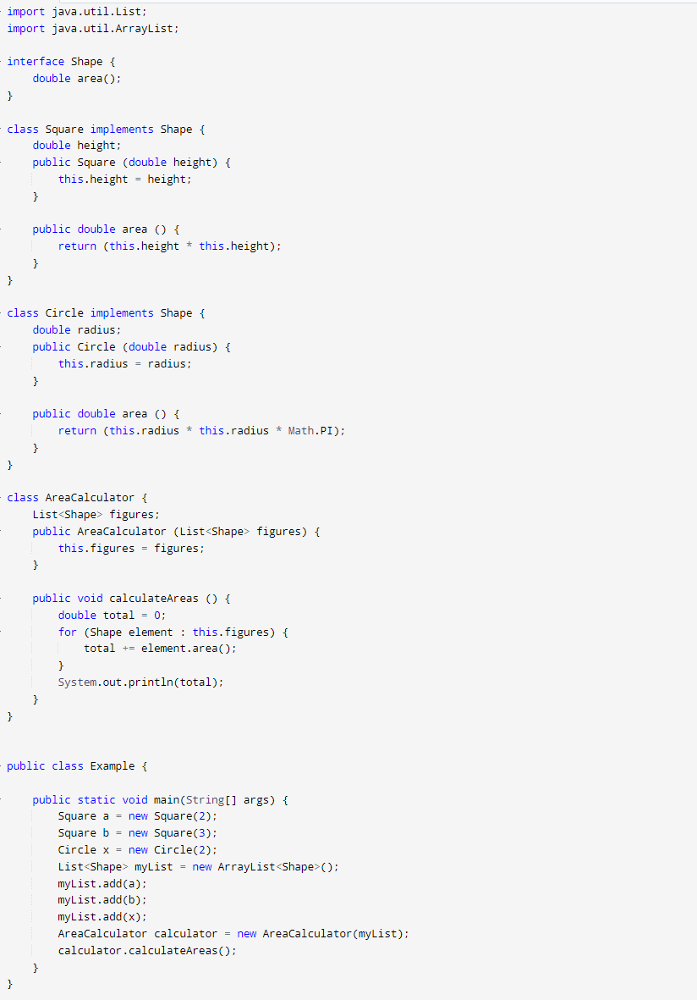 import java.util.List;
import java.util.ArrayList;

interface Shape {
    double area();
}

class Square implements Shape {
    double height;
    public Square (double height) {
        this.height = height;
    }

    public double area () {
        return (this.height * this.height);
    }
}

class Circle implements Shape {
    double radius;
    public Circle (double radius) {
        this.radius = radius;
    }

    public double area () {
        return (this.radius * this.radius * Math.PI);
    }
}

class AreaCalculator {
    List<Shape> figures;
    public AreaCalculator (List<Shape> figures) {
        this.figures = figures;
    }

    public void calculateAreas () {
        double total = 0;
        for (Shape element : this.figures) {
            total += element.area();
        }
        System.out.println(total);
    }
}


public class Example {

    public static void main(String[] args) {
        Square a = new Square(2);
        Square b = new Square(3);
        Circle x = new Circle(2);
        List<Shape> myList = new ArrayList<Shape>();
        myList.add(a);
        myList.add(b);
        myList.add(x);
        AreaCalculator calculator = new AreaCalculator(myList);
        calculator.calculateAreas();
    }
}